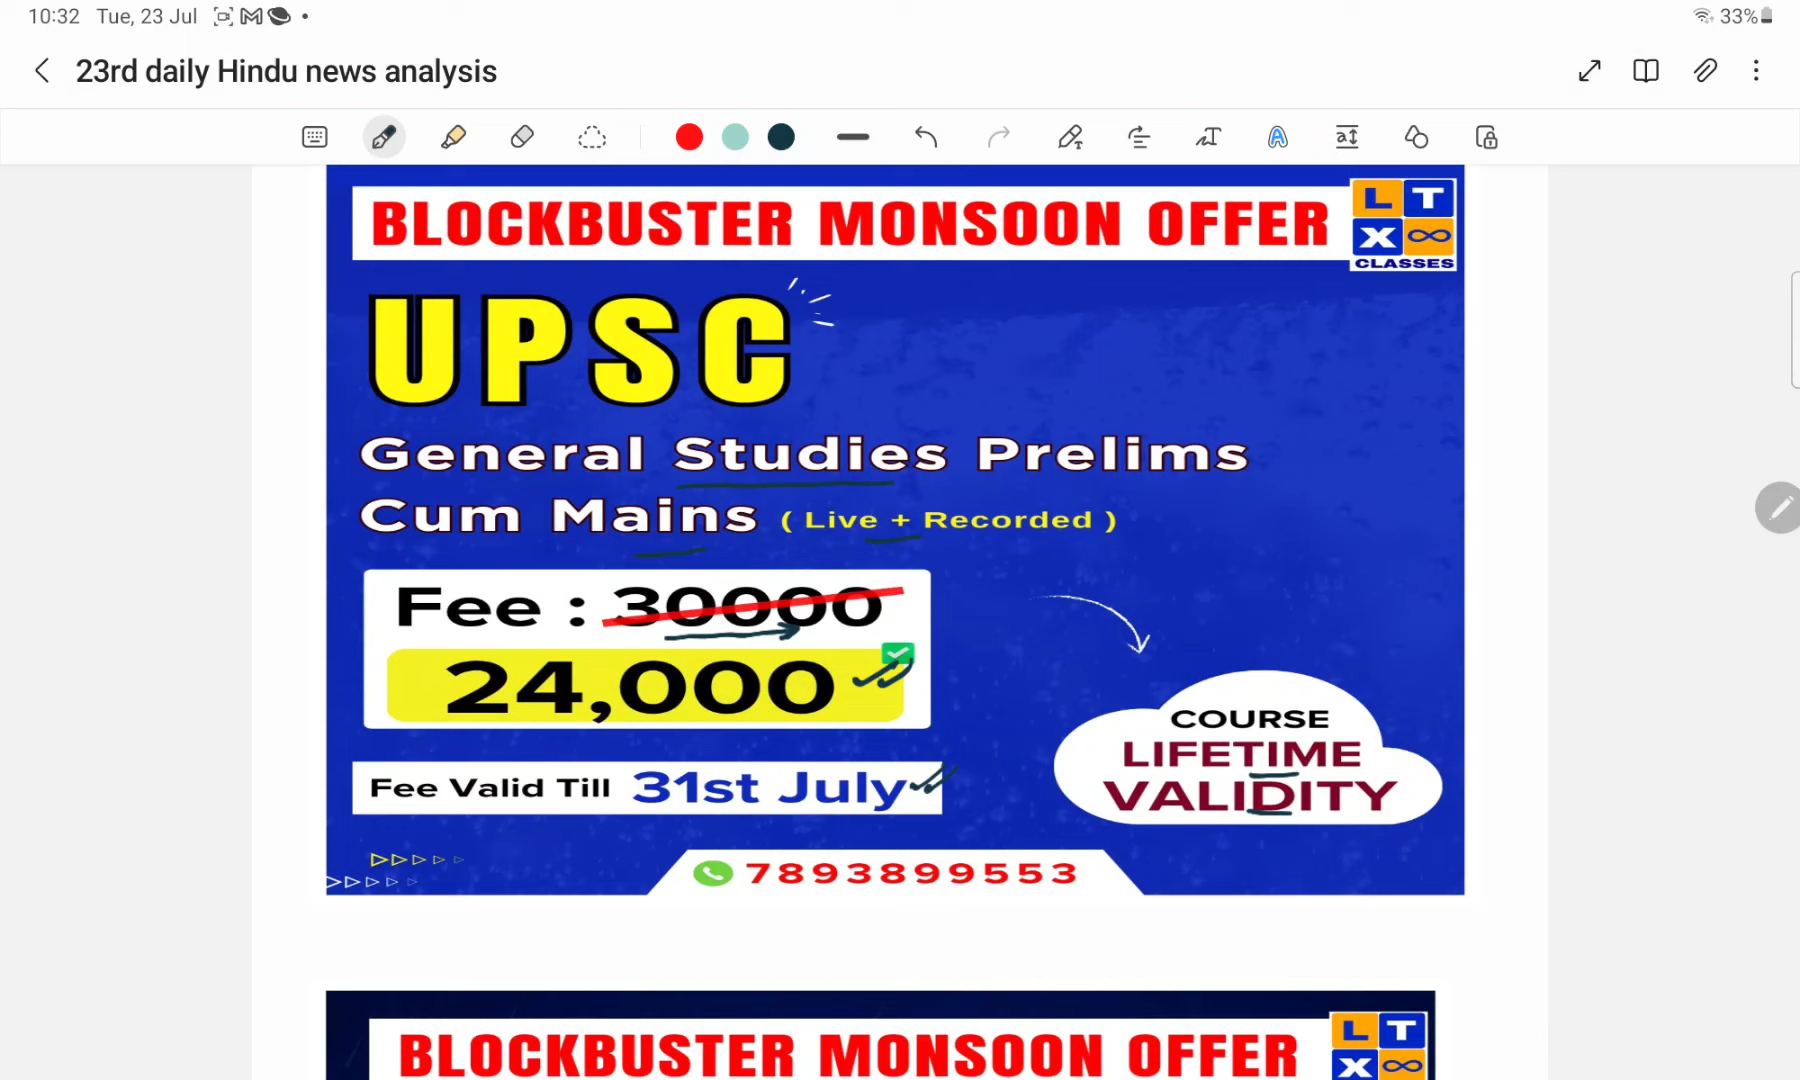 10:32 Tue, 23 Jul
33%
23rd daily Hindu news analysis
BLOCKBUSTER MONSOON OFFER
L T
X ∞
CLASSES
UPSC
General Studies Prelims
Cum Mains ( Live + Recorded )
Fee : 30000
24,000
Fee Valid Till 31st July
COURSE
LIFETIME
VALIDITY
7893899553
BLOCKBUSTER MONSOON OFFER
L T
X ∞